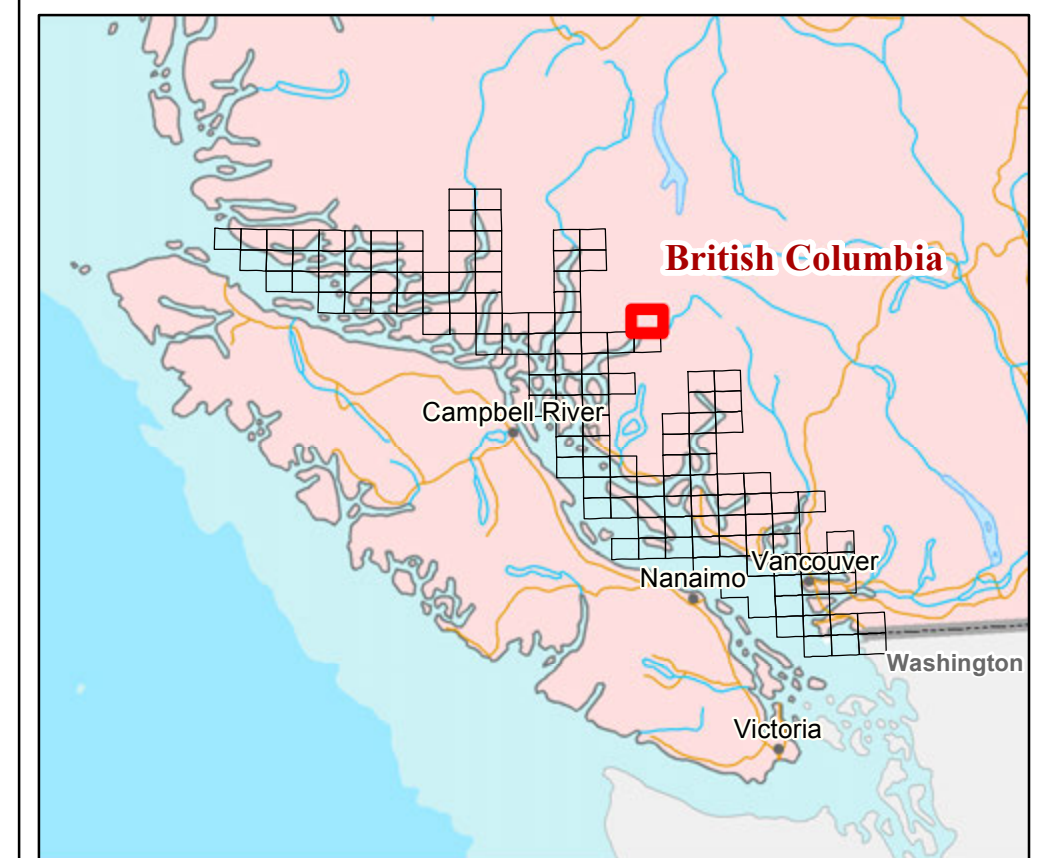 British Columbia
Campbell River
Vancouver
Nanaimo
Washington
Victoria